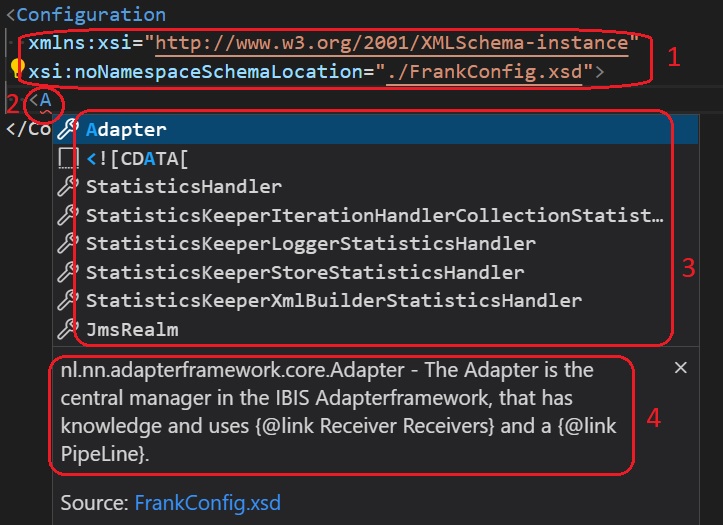 <Configuration
xmlns:xsi="http://www.w3.org/2001/XMLSchema-instance"
xsi:noNamespaceSchemaLocation="./FrankConfig.xsd">
1
2 <A
</Co
Adapter
<![CDATA[
StatisticsHandler
StatisticsKeeperIterationHandlerCollectionStatist…
StatisticsKeeperLoggerStatisticsHandler
StatisticsKeeperStoreStatisticsHandler
StatisticsKeeperXmlBuilderStatisticsHandler
JmsRealm
3
nl.nn.adapterframework.core.Adapter - The Adapter is the
central manager in the IBIS Adapterframework, that has
knowledge and uses {@link Receiver Receivers} and a {@link
PipeLine}.
4
Source: FrankConfig.xsd